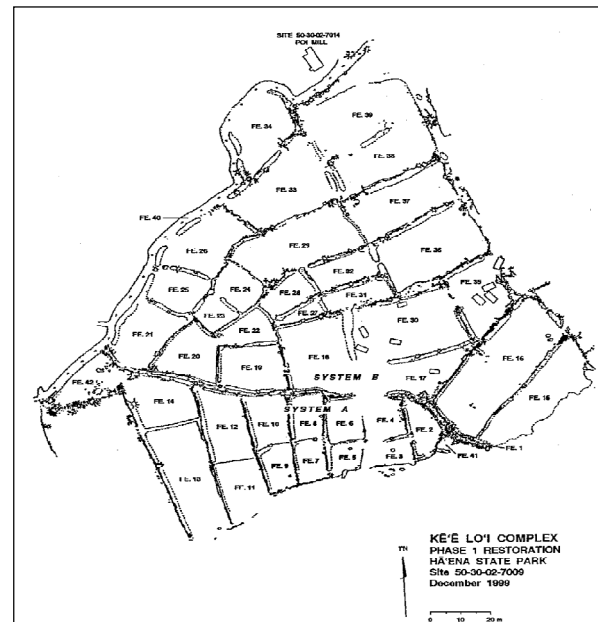 SITE 50-30-02-7014
POI MILL
FE. 34
FE. 39
FE. 38
FE. 33
FE. 40
FE. 37
FE. 26
FE. 36
FE. 32
FE. 25
FE. 24
FE. 28
FE. 31
FE. 35
FE. 23
FE. 27
FE. 30
FE. 21
FE. 22
FE. 20
FE. 19
FE. 18
FE. 16
SYSTEM B
FE. 17
FE. 15
FE. 42
SYSTEM A
FE. 14
FE. 12
FE. 10
FE. 8
FE. 6
FE. 4
FE. 2
FE. 1
FE. 41
FE. 13
FE. 11
FE. 9
FE. 7
FE. 5
FE. 3
KĒ'Ē LO'I COMPLEX
PHASE 1 RESTORATION
HĀ'ENA STATE PARK
Site 50-30-02-7009
December 1999
TN
0 10 20 m